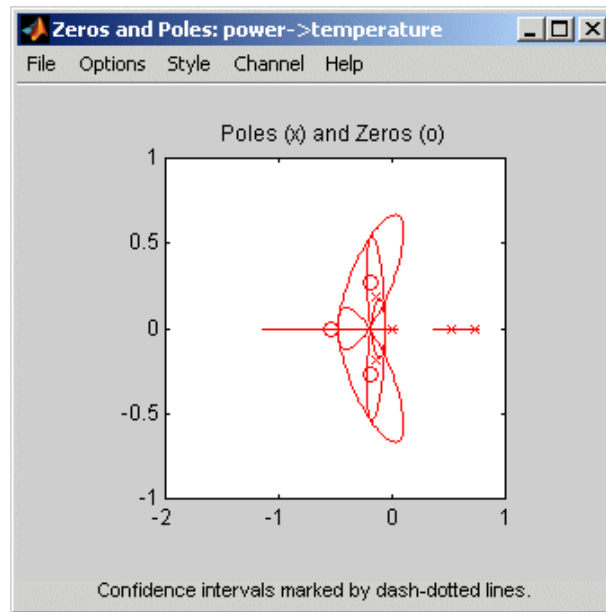 Zeros and Poles: power->temperature
File Options Style Channel Help
Poles (x) and Zeros (o)
1
0.5
0
-0.5
-1
-2 -1 0 1
Confidence intervals marked by dash-dotted lines.